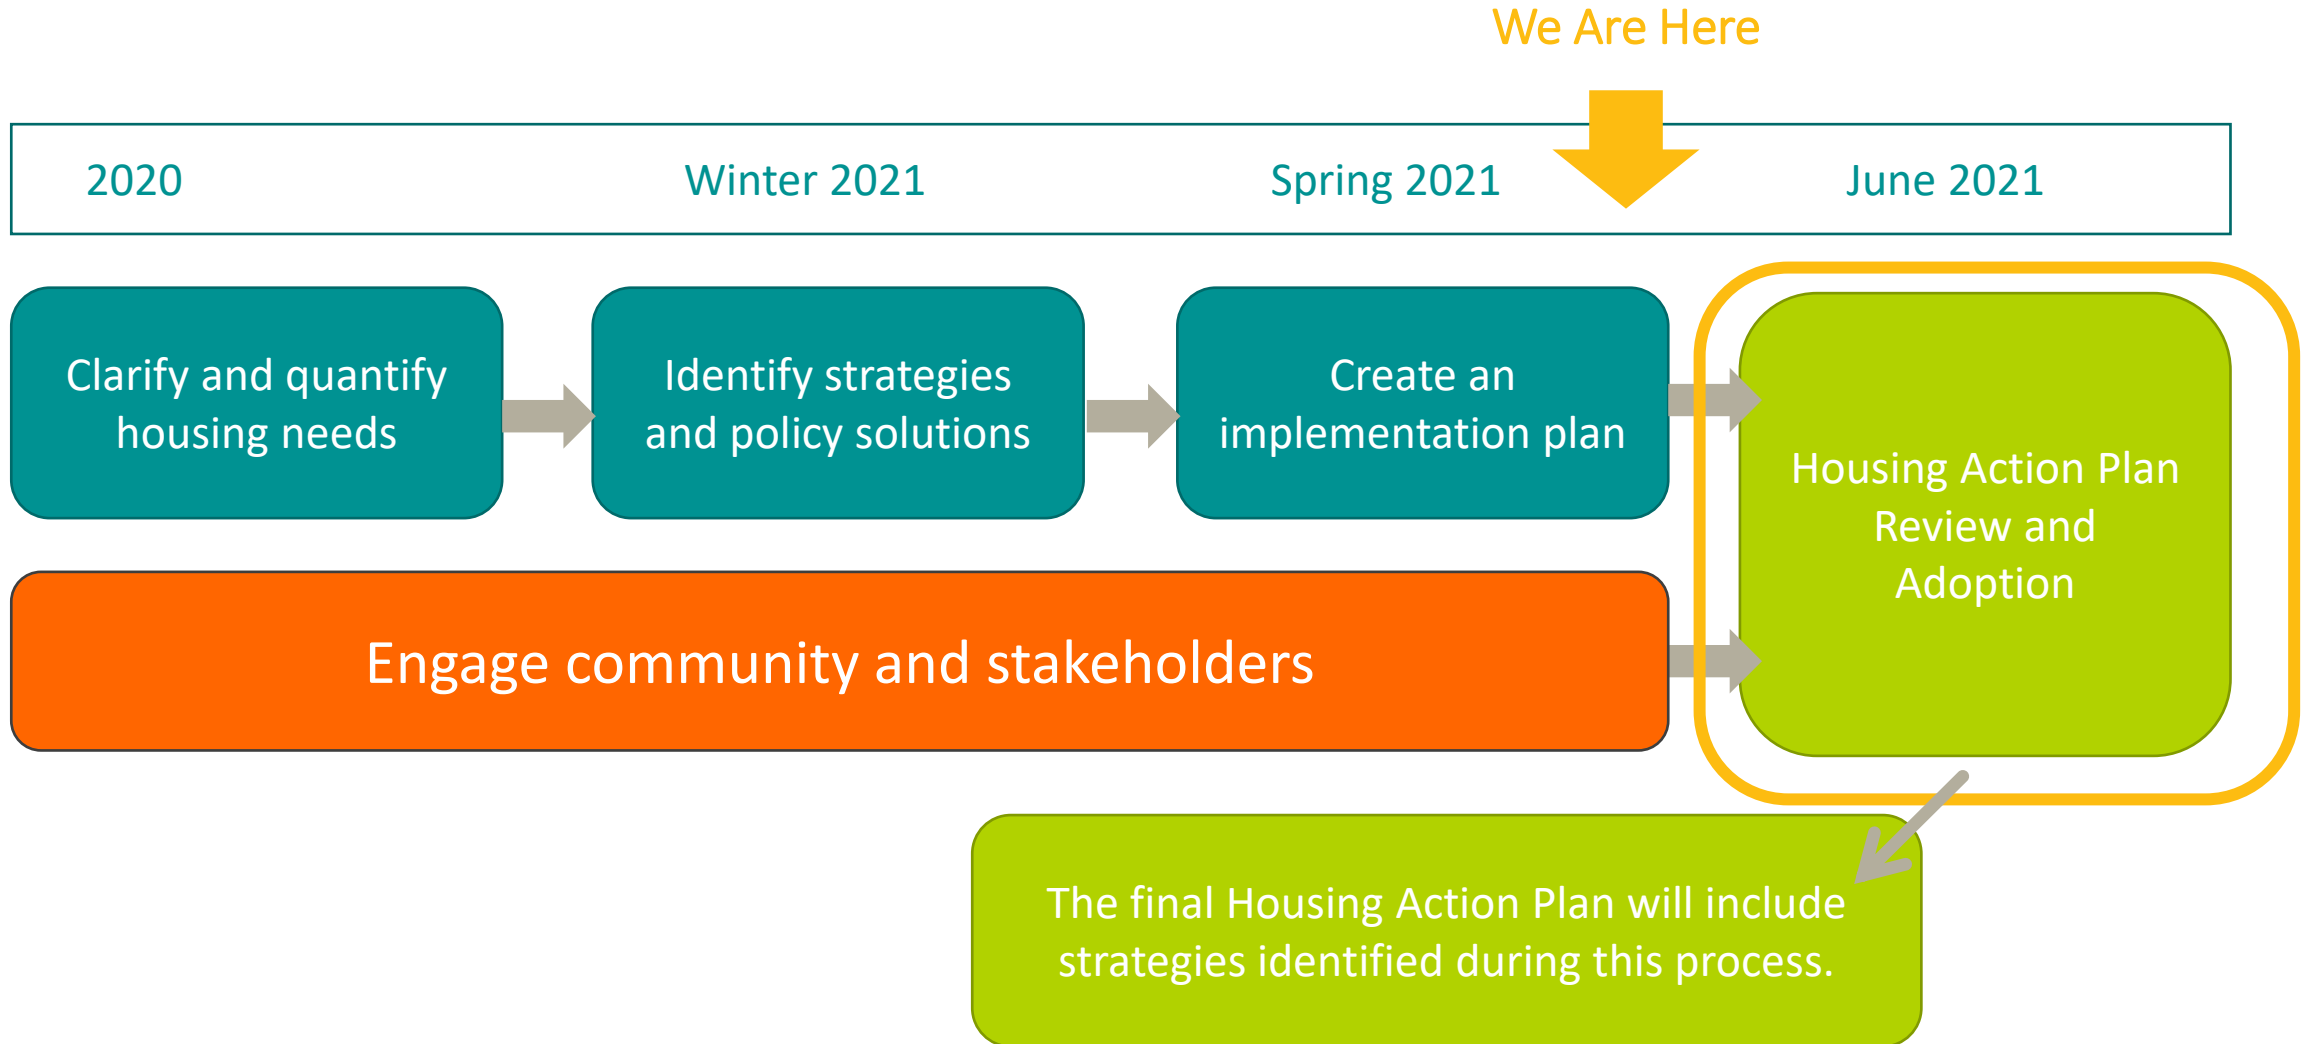 We Are Here
2020
Winter 2021
Spring 2021
June 2021
Clarify and quantify
housing needs
Identify strategies
and policy solutions
Create an
implementation plan
Housing Action Plan
Review and
Adoption
Engage community and stakeholders
The final Housing Action Plan will include
strategies identified during this process.